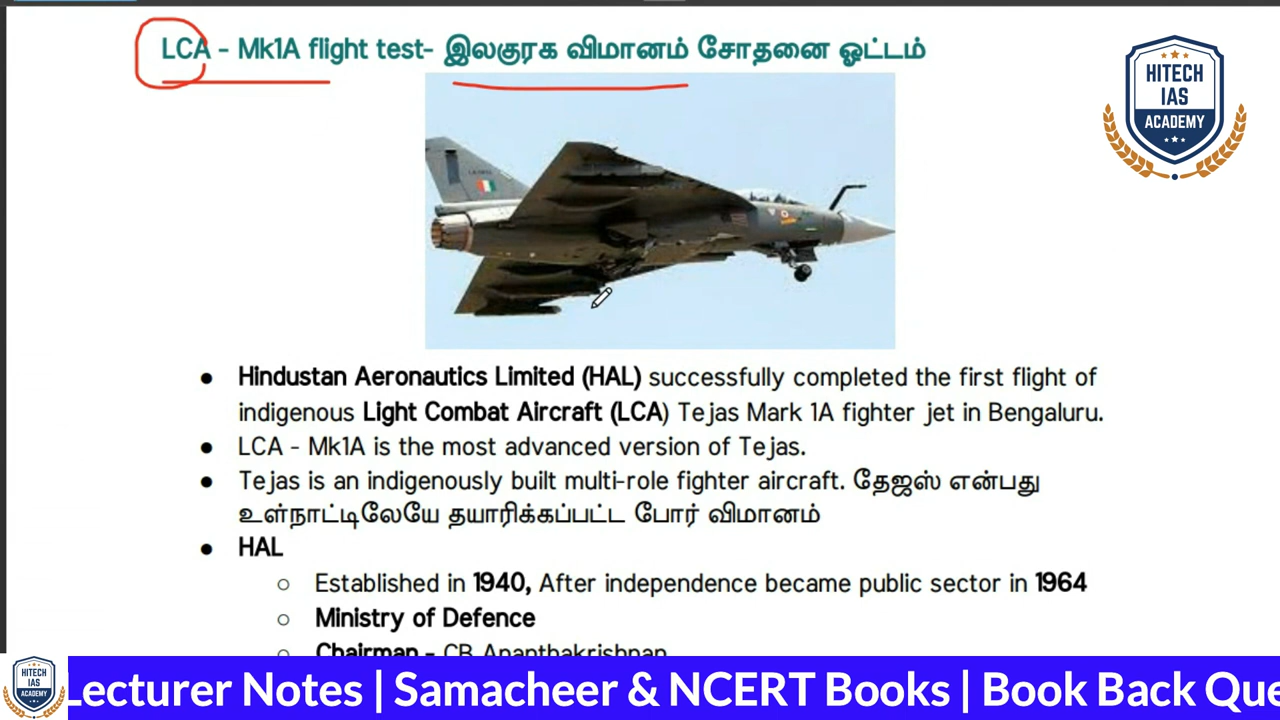 LCA - Mk1A flight test- இலகுரக விமானம் சோதனை ஓட்டம்
HITECH
IAS
ACADEMY
● Hindustan Aeronautics Limited (HAL) successfully completed the first flight of
indigenous Light Combat Aircraft (LCA) Tejas Mark 1A fighter jet in Bengaluru.
● LCA - Mk1A is the most advanced version of Tejas.
● Tejas is an indigenously built multi-role fighter aircraft. தேஜஸ் என்பது
உள்நாட்டிலேயே தயாரிக்கப்பட்ட போர் விமானம்
● HAL
○ Established in 1940, After independence became public sector in 1964
○ Ministry of Defence
○ Chairman - CB Ananthakrishnan
HITECH
IAS
ACADEMY
Lecturer Notes | Samacheer & NCERT Books | Book Back Que